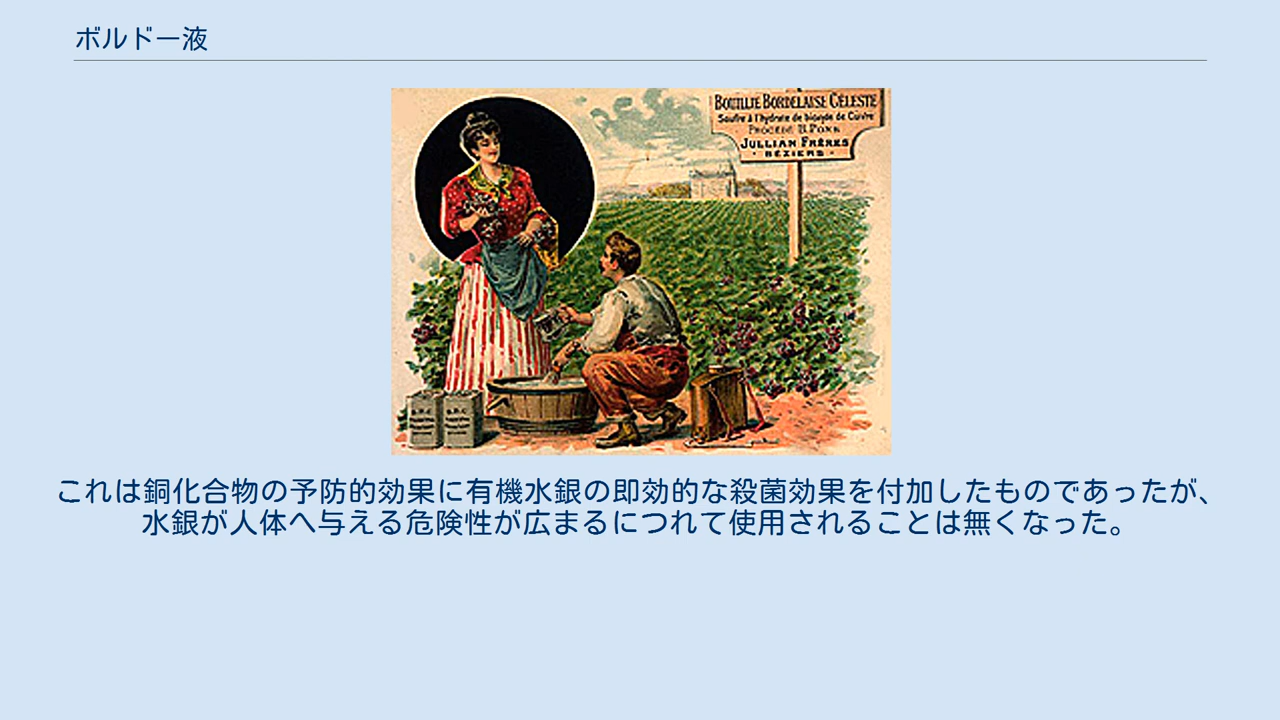 ボルドー液
BOUILLIE BORDELAISE CÉLESTE
Soufre à l'hydrate de bioxyde de Cuivre
PROCÉDÉ B. PONS
JULLIAN FRÈRES
· BÉZIERS ·
これは銅化合物の予防的効果に有機水銀の即効的な殺菌効果を付加したものであったが、
水銀が人体へ与える危険性が広まるにつれて使用されることは無くなった。